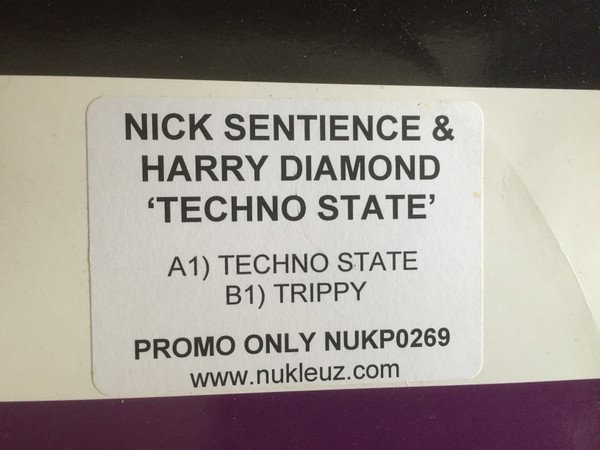 NICK SENTIENCE &
HARRY DIAMOND
‘TECHNO STATE’
A1) TECHNO STATE
B1) TRIPPY
PROMO ONLY NUKP0269
www.nukleuz.com